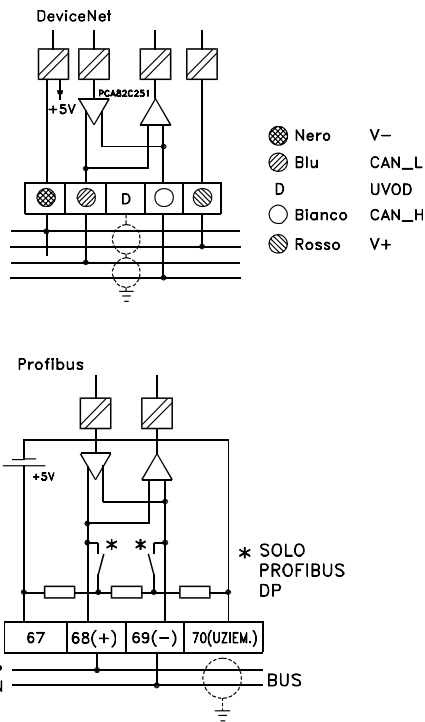 DeviceNet
PCA82C251
+5V
Nero V-
Blu CAN_L
D UVOD
Bianco CAN_H
Rosso V+
D
Profibus
+5V
* *
* SOLO
PROFIBUS
DP
67 68(+) 69(-) 70(UZIEM.)
BUS